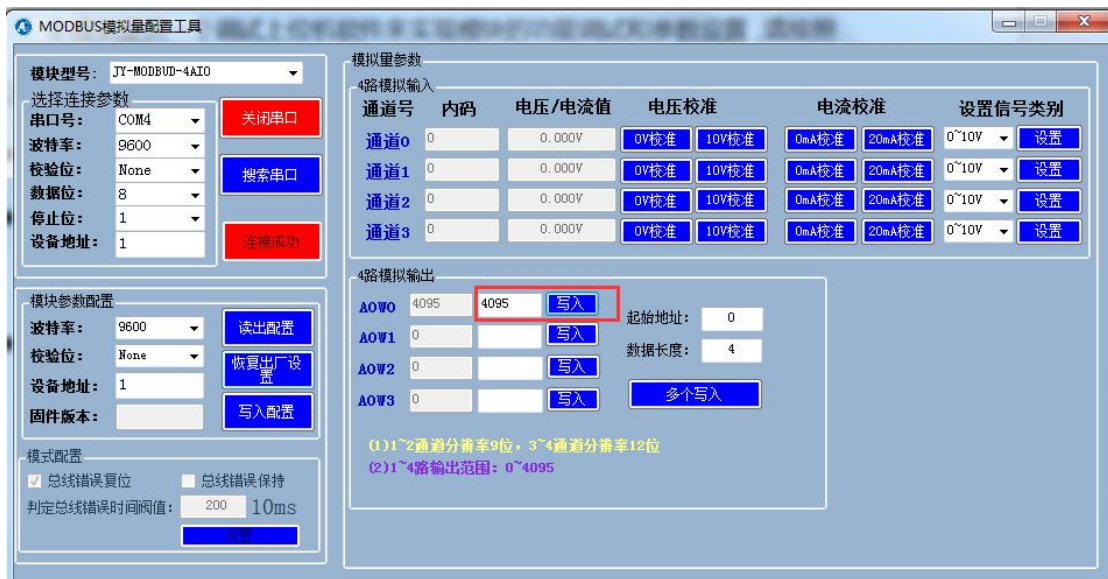 MODBUS模拟量配置工具
模块型号: JY-MODBUD-4AIO
选择连接参数
串口号: COM4 关闭串口
波特率: 9600
校验位: None 搜索串口
数据位: 8
停止位: 1
设备地址: 1 连接成功
模块参数配置
波特率: 9600 读出配置
校验位: None 恢复出厂设置
设备地址: 1
固件版本: 写入配置
模式配置
总线错误复位 总线错误保持
判定总线错误时间阀值: 200 10ms
设置
模拟量参数
4路模拟输入
通道号 内码 电压/电流值 电压校准 电流校准 设置信号类别
通道0 0 0.000V 0V校准 10V校准 0mA校准 20mA校准 0~10V 设置
通道1 0 0.000V 0V校准 10V校准 0mA校准 20mA校准 0~10V 设置
通道2 0 0.000V 0V校准 10V校准 0mA校准 20mA校准 0~10V 设置
通道3 0 0.000V 0V校准 10V校准 0mA校准 20mA校准 0~10V 设置
4路模拟输出
AOW0 4095 4095 写入
AOW1 0 写入
AOW2 0 写入
AOW3 0 写入
起始地址: 0
数据长度: 4
多个写入
(1)1~2通道分辨率9位，3~4通道分辨率12位
(2)1~4路输出范围: 0~4095